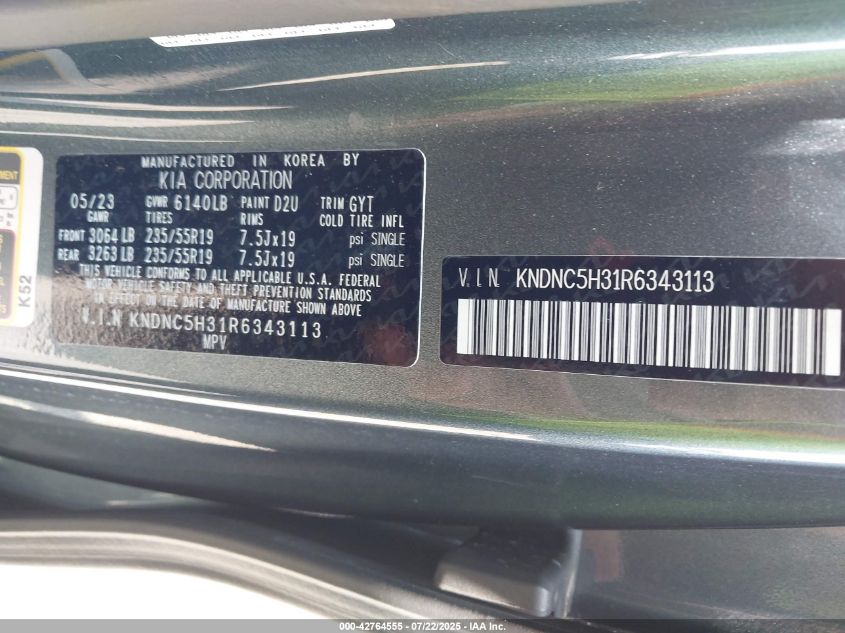 MANUFACTURED IN KOREA BY
KIA CORPORATION
05/23 GVWR 6140LB PAINT D2U TRIM GYT
GAWR TIRES RIMS COLD TIRE INFL
FRONT 3064 LB 235/55R19 7.5Jx19 psi SINGLE
REAR 3263 LB 235/55R19 7.5Jx19 psi SINGLE
THIS VEHICLE CONFORMS TO ALL APPLICABLE U.S.A. FEDERAL
MOTOR VEHICLE SAFETY AND THEFT PREVENTION STANDARDS
IN EFFECT ON THE DATE OF MANUFACTURE SHOWN ABOVE
V.I.N KNDNC5H31R6343113
MPV
K52
V.I.N. KNDNC5H31R6343113
000-42764555 - 07/22/2025 - IAA Inc.